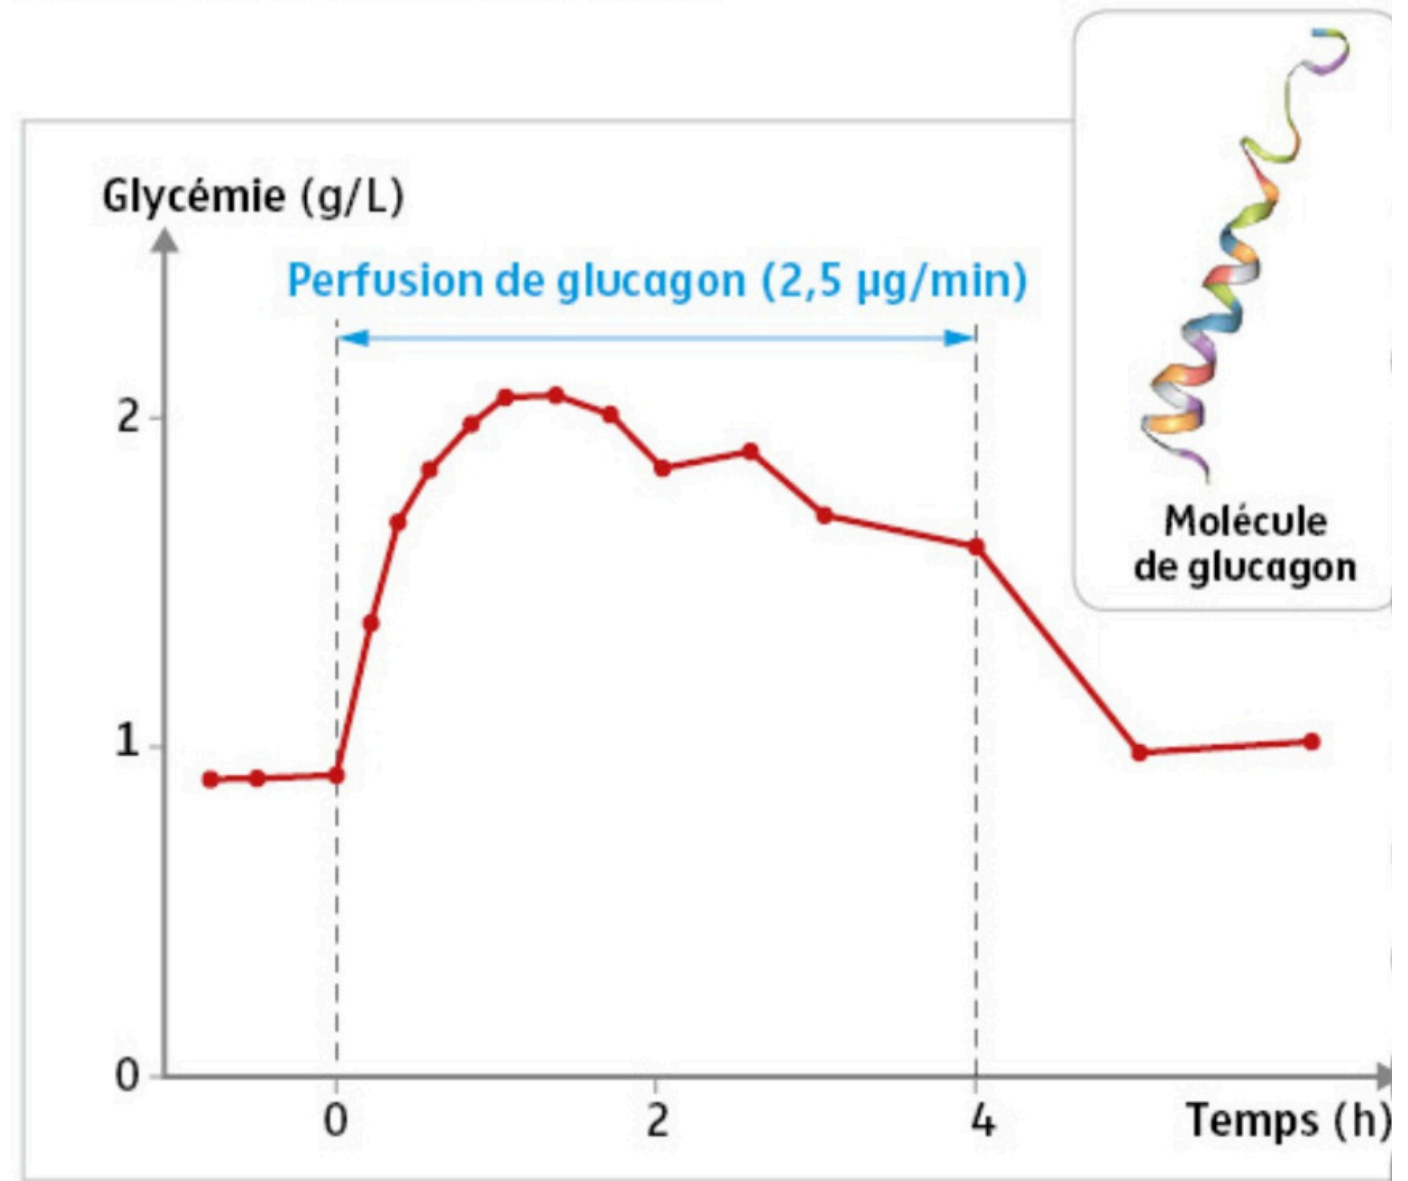 Glycémie (g/L)
Perfusion de glucagon (2,5 µg/min)
2
1
0
0
2
4
Temps (h)
Molécule
de glucagon